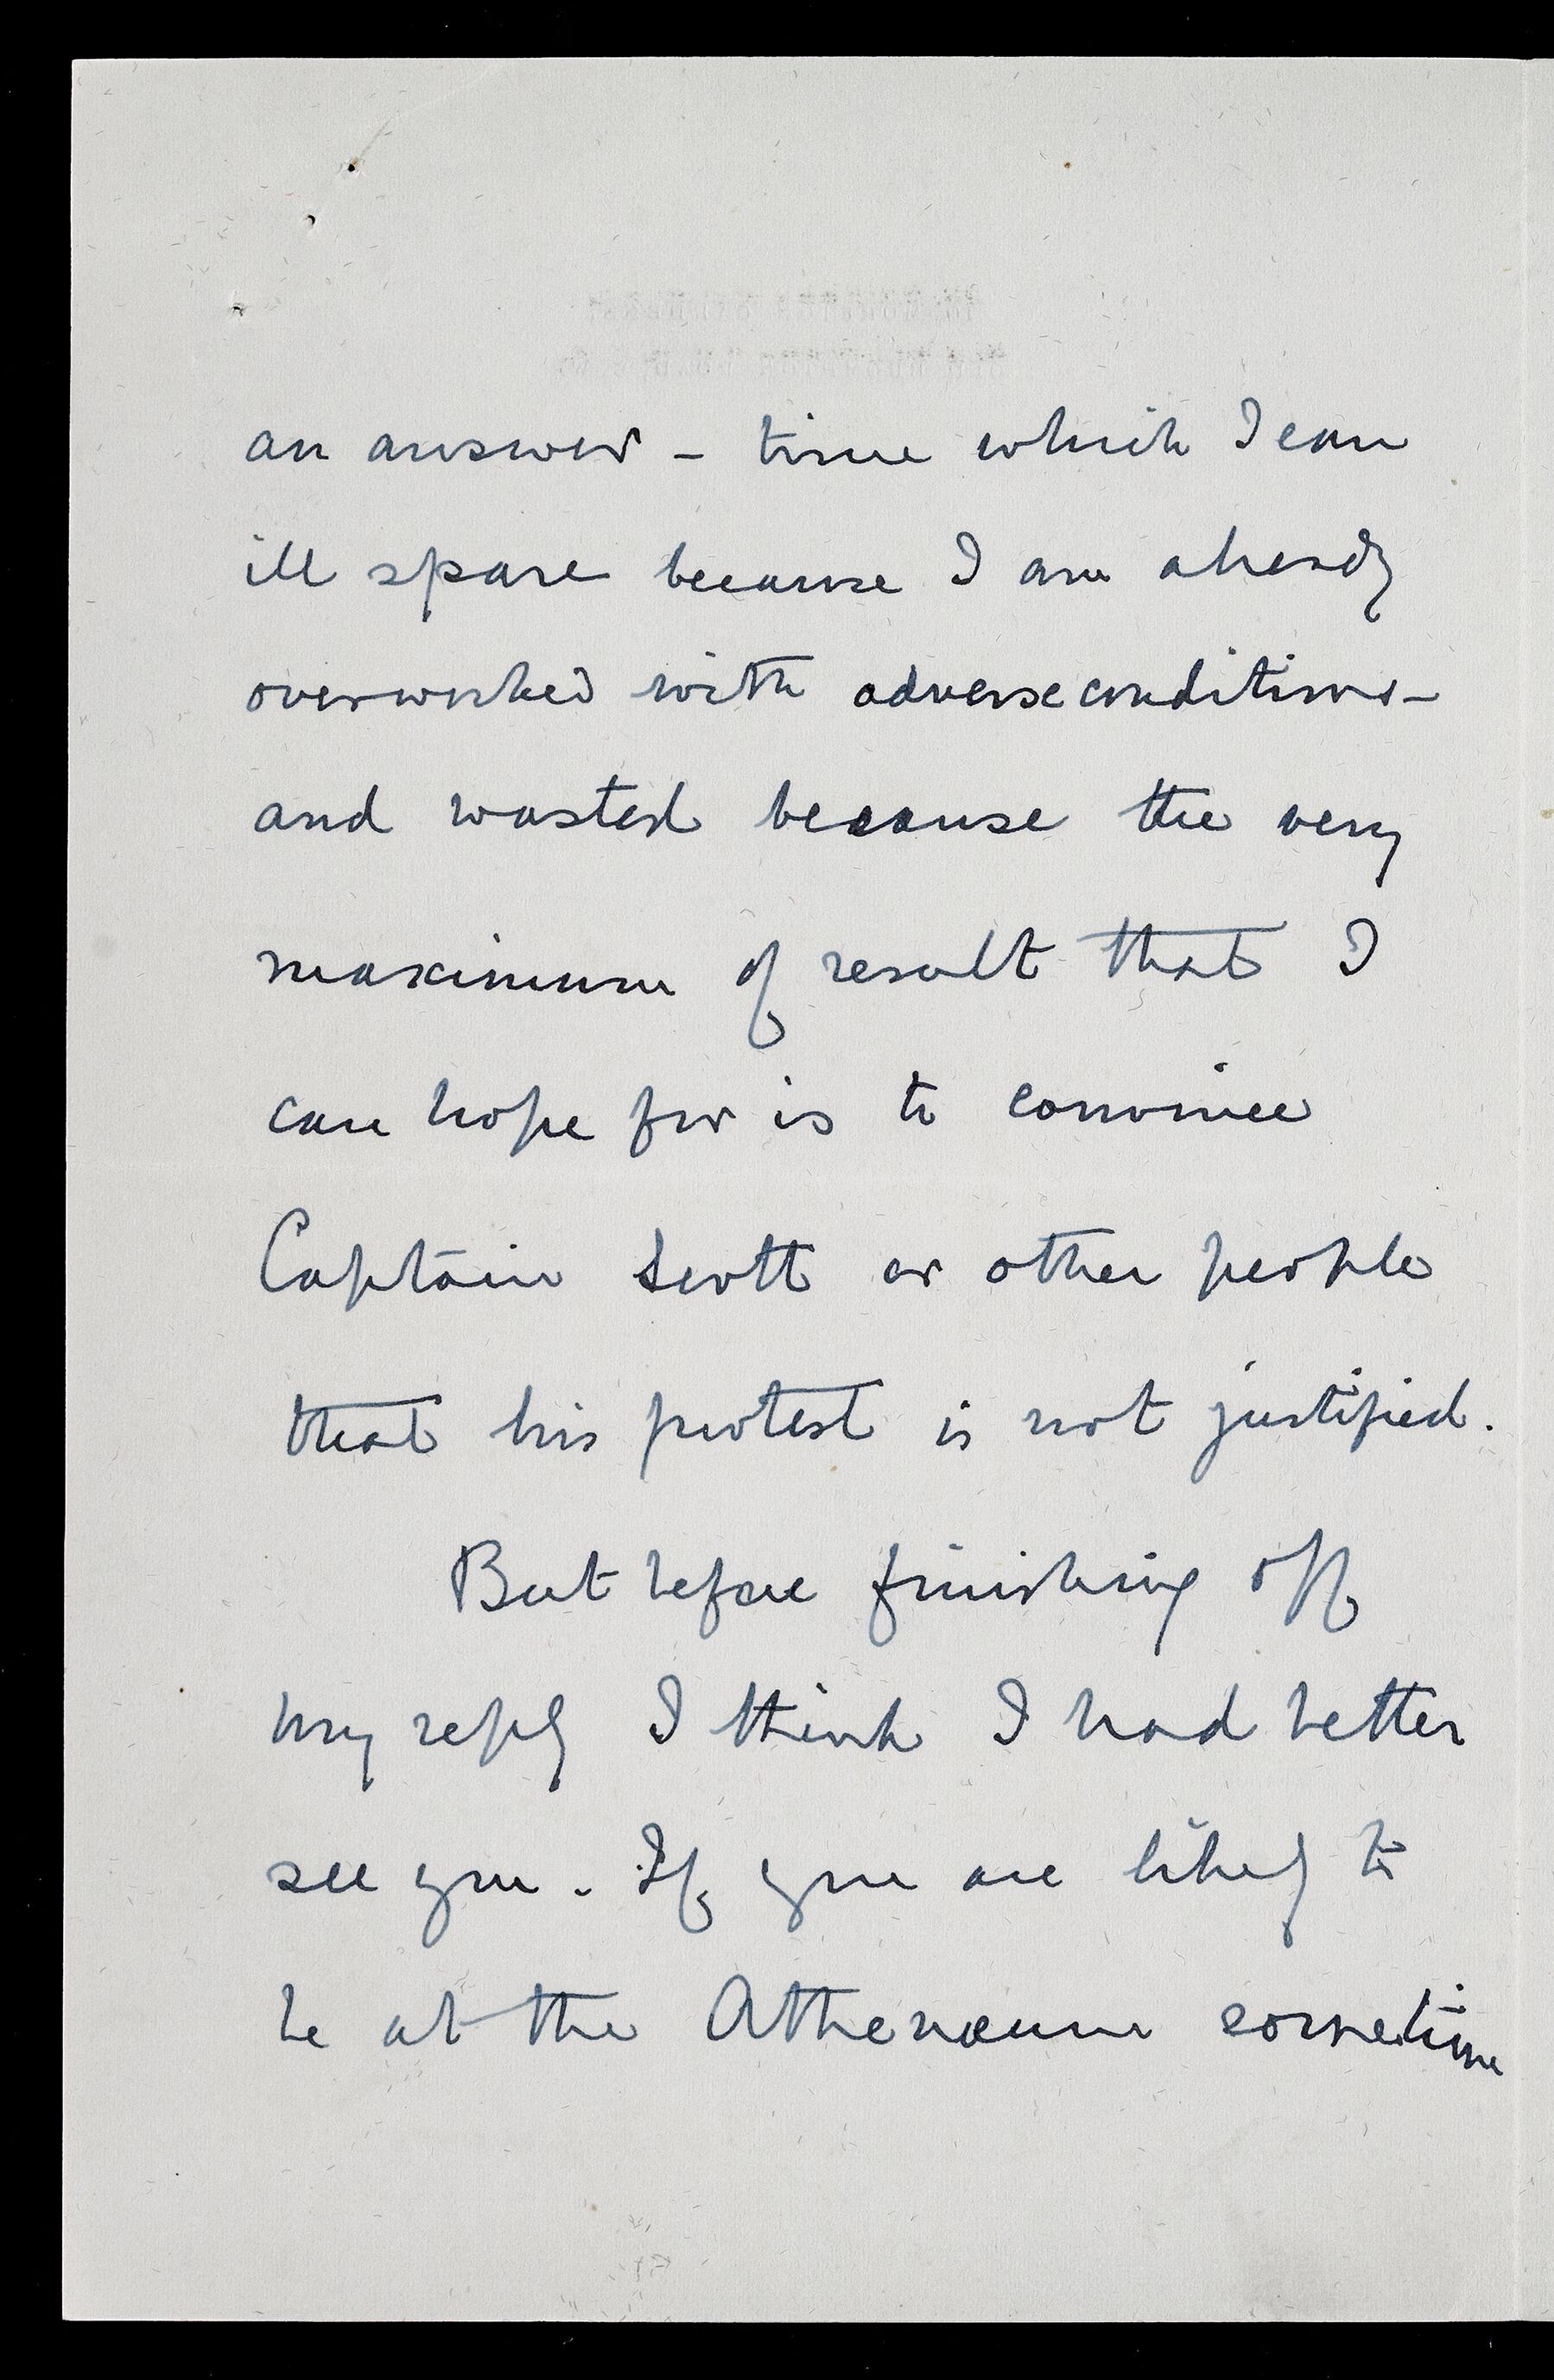 an answer – time which I can
ill spare because I am already
overworked with adverse conditions –
and wasted because the very
maximum of result that I
can hope for is to convince
Captain Scott or other people
that his protest is not justified.
But before finishing off
my reply I think I had better
see you. If you are likely to
be at the Athenæum sometime